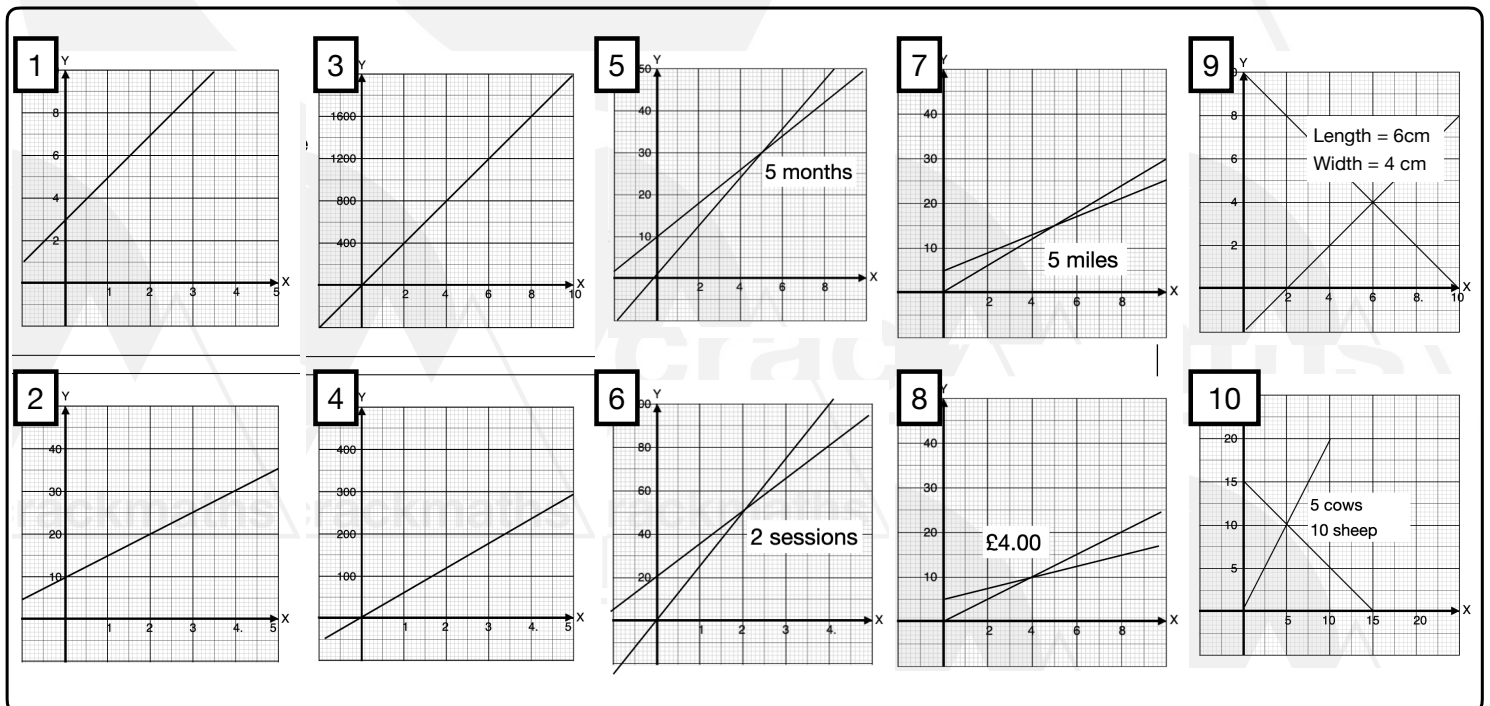 1
Y
8
6
4
2
1 2 3 4 5
X
2
Y
40
30
20
10
1 2 3 4. 5
X
3
Y
1600
1200
800
400
2 4 6 8 10
X
4
Y
400
300
200
100
1 2 3 4. 5
X
5
Y
50
40
30
20
10
5 months
2 4 6 8
X
6
Y
80
60
40
20
2 sessions
1 2 3 4.
X
7
Y
40
30
20
10
5 miles
2 4 6 8
X
8
Y
40
30
20
10
£4.00
2 4 6 8
X
9
Y
8
6
4
2
Length = 6cm
Width = 4 cm
2 4 6 8. 10
X
10
20
15
10
5
5 cows
10 sheep
5 10 15 20
X
crackmaths